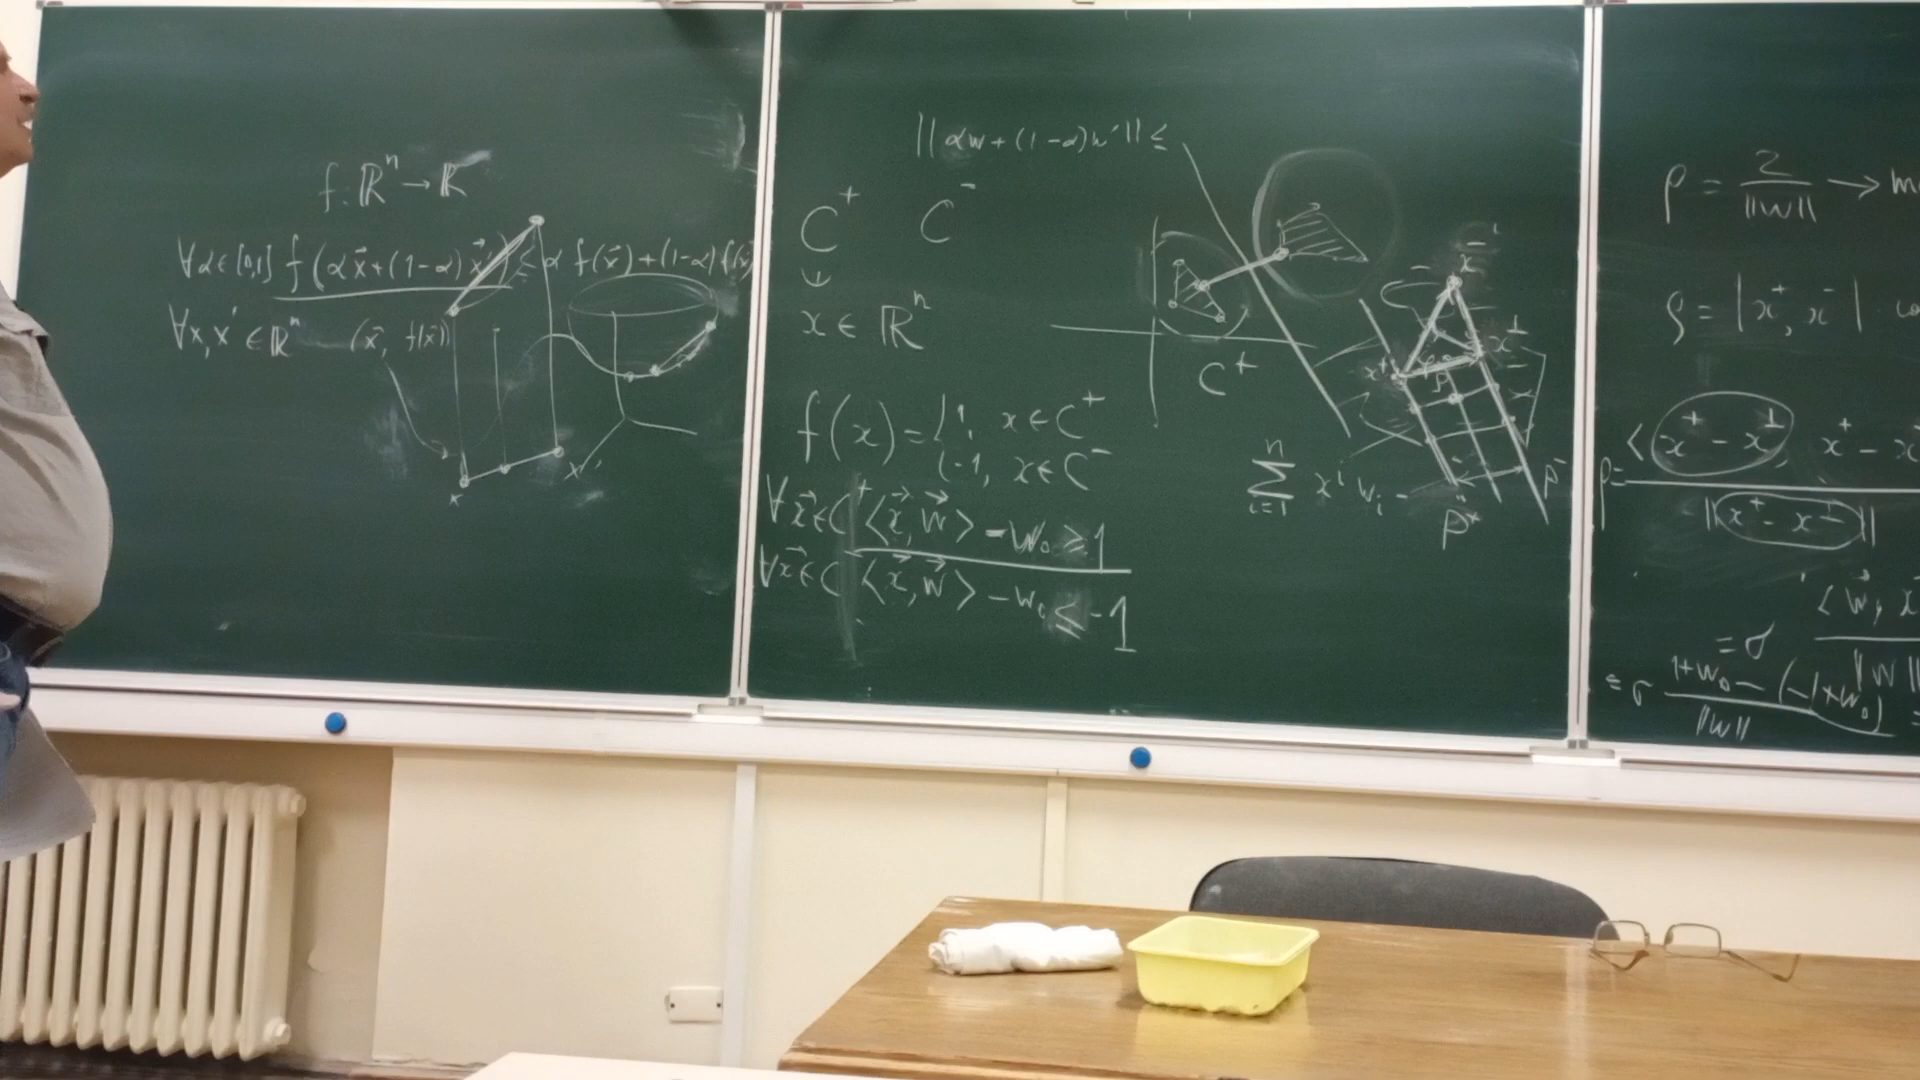 f: ℝⁿ → ℝ
∀α∈[0,1] f(αx⃗+(1-α)x⃗') ≤ α f(x⃗)+(1-α)f(x⃗
∀x,x' ∈ ℝⁿ (x⃗, f(x⃗))
x x'
||αw+(1-α)w'|| ≤
C⁺ C⁻
x ∈ ℝⁿ
f(x) = { 1, x∈C⁺
{ -1, x∈C⁻
∀x⃗∈C⁺ ⟨x⃗,w⃗⟩ - w₀ ≥ 1
∀x⃗∈C ⟨x⃗,w⃗⟩ - w₀ ≤ -1
C⁺
x⁻
x⁺ x⊥
ρ
∑ⁿᵢ₌₁ xⁱ wᵢ -
P⁺ P⁻
ρ = 2/||w|| →
ρ = |x⁺, x⁻|
ρ = ⟨x⁺ - x⊥, x⁺ - x
||x⁺ - x⊥||
= σ ⟨w⃗, x⃗
||w||
= σ (1+w₀ - (-1+w₀))/||w|| =